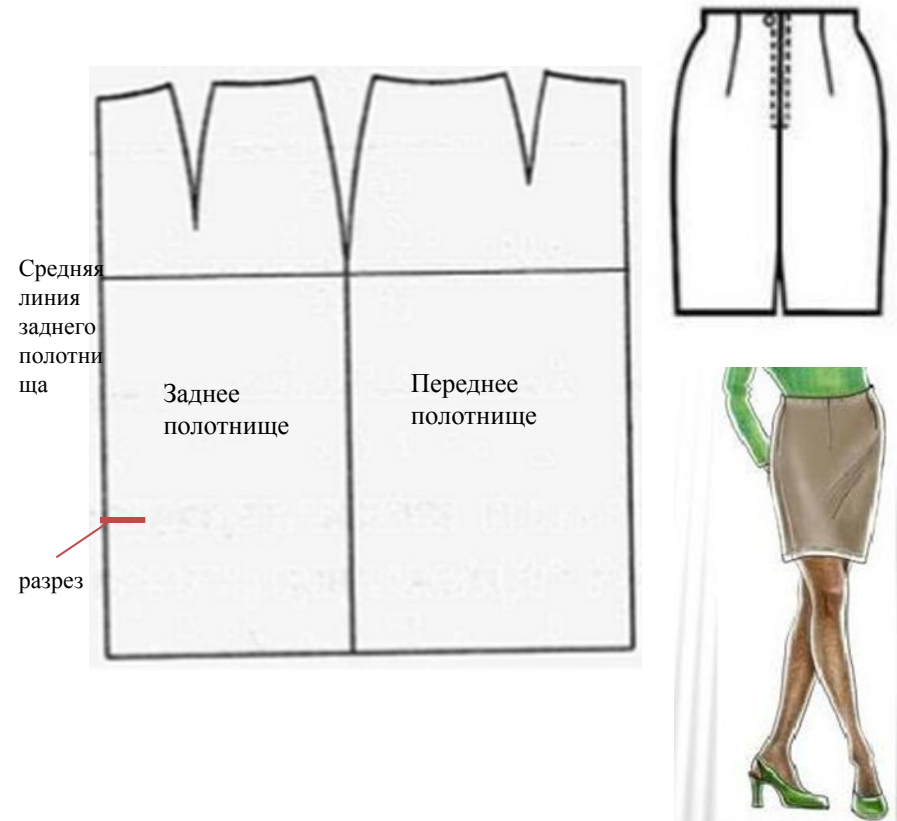 Средняя
линия
заднего
полотни
ща
Заднее
полотнище
Переднее
полотнище
разрез